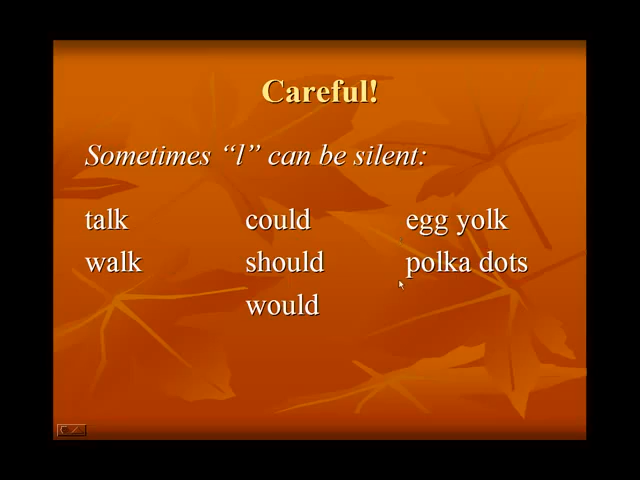 Careful!
Sometimes “l” can be silent:
talk could egg yolk
walk should polka dots
would